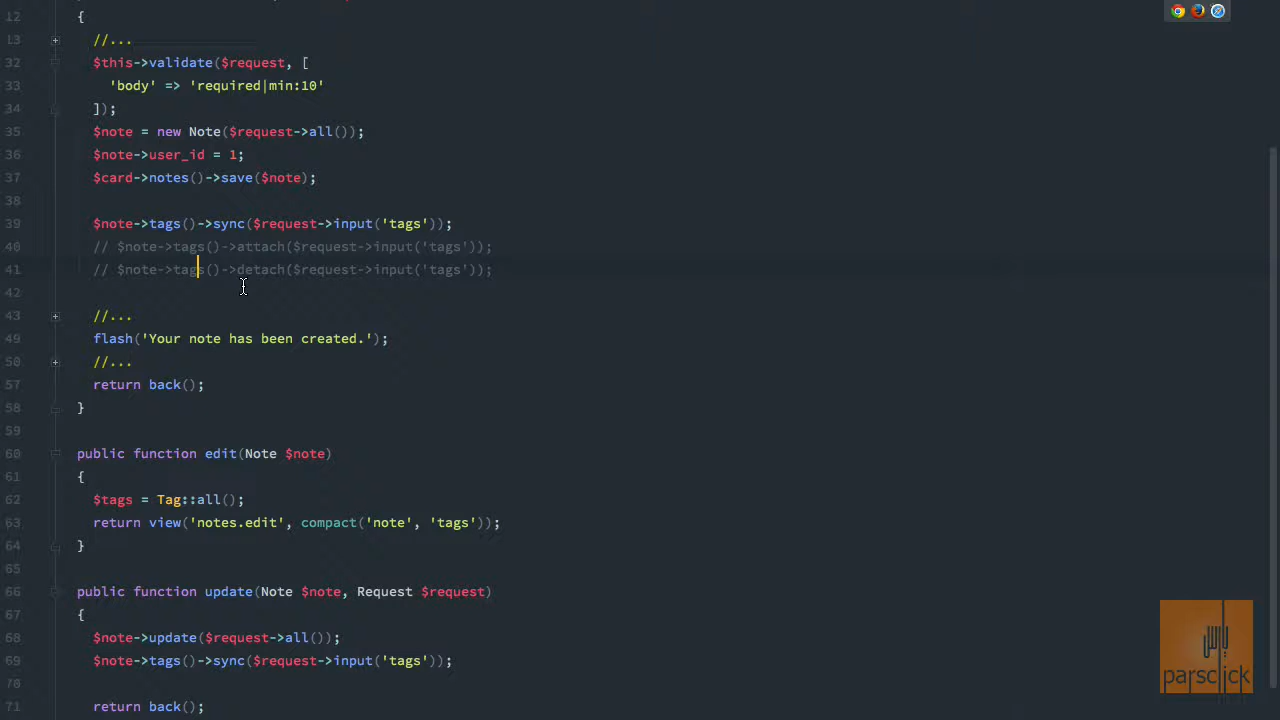 12 {
13 //...
32 $this->validate($request, [
33 'body' => 'required|min:10'
34 ]);
35 $note = new Note($request->all());
36 $note->user_id = 1;
37 $card->notes()->save($note);
38
39 $note->tags()->sync($request->input('tags'));
40 // $note->tags()->attach($request->input('tags'));
41 // $note->tags()->detach($request->input('tags'));
42
43 //...
49 flash('Your note has been created.');
50 //...
57 return back();
58 }
59
60 public function edit(Note $note)
61 {
62 $tags = Tag::all();
63 return view('notes.edit', compact('note', 'tags'));
64 }
65
66 public function update(Note $note, Request $request)
67 {
68 $note->update($request->all());
69 $note->tags()->sync($request->input('tags'));
70
71 return back();
پارس
parsclick